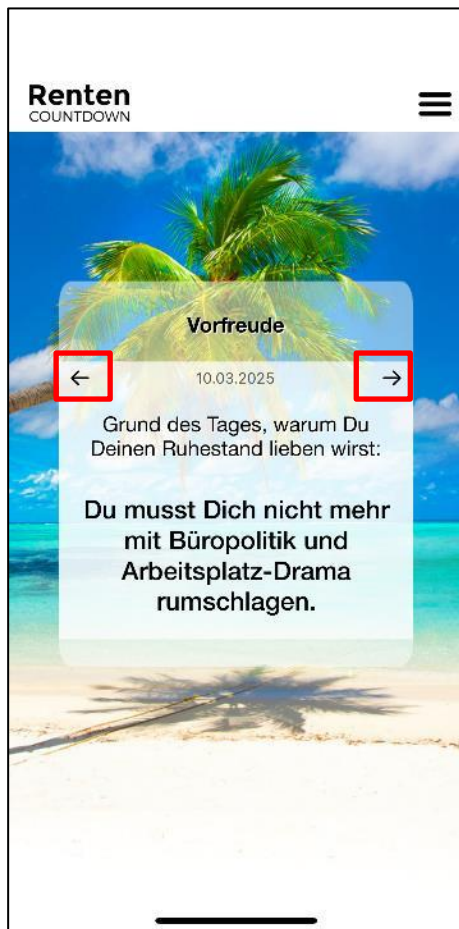 Renten
COUNTDOWN
Vorfreude
← 10.03.2025 →
Grund des Tages, warum Du
Deinen Ruhestand lieben wirst:
Du musst Dich nicht mehr
mit Büropolitik und
Arbeitsplatz-Drama
rumschlagen.